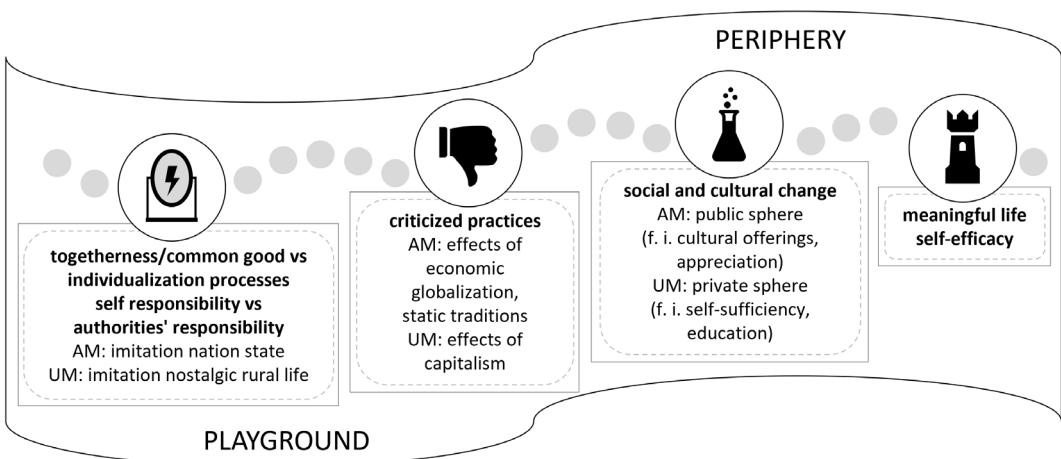 PERIPHERY
togetherness/common good vs
individualization processes
self responsibility vs
authorities' responsibility
AM: imitation nation state
UM: imitation nostalgic rural life
criticized practices
AM: effects of
economic
globalization,
static traditions
UM: effects of
capitalism
social and cultural change
AM: public sphere
(f. i. cultural offerings,
appreciation)
UM: private sphere
(f. i. self-sufficiency,
education)
meaningful life
self-efficacy
PLAYGROUND